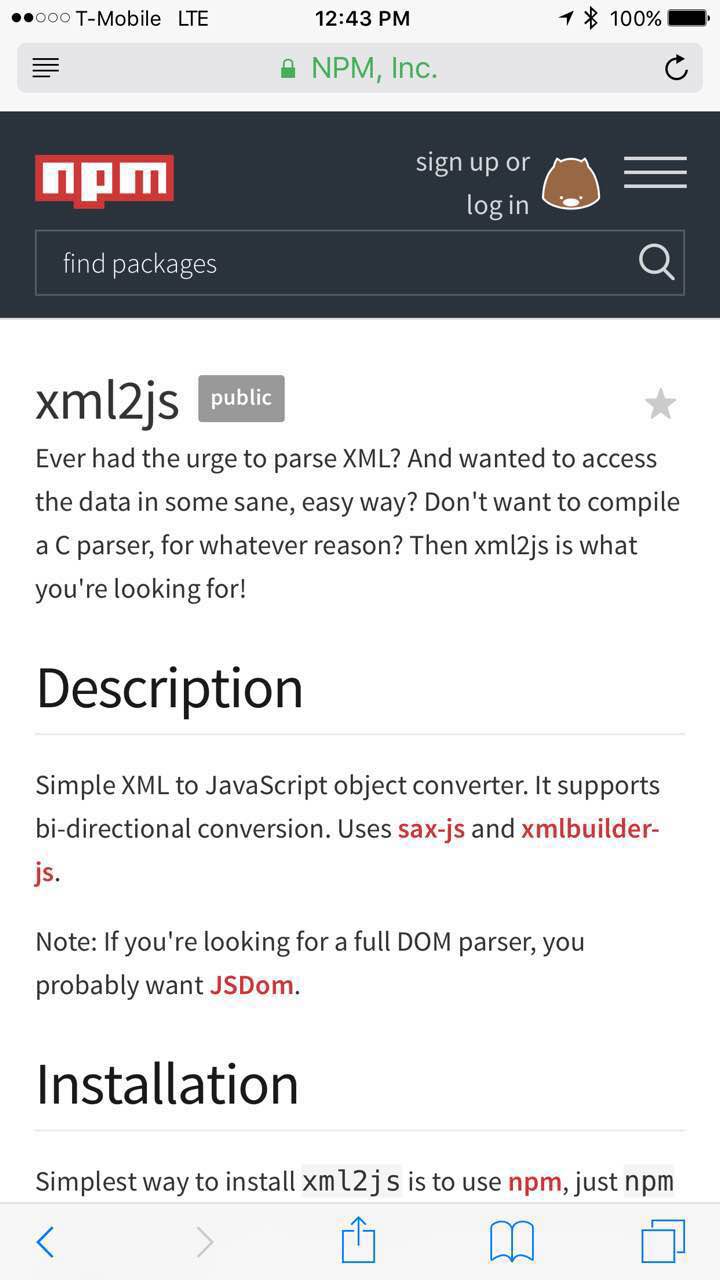 T-Mobile LTE 12:43 PM 100%
NPM, Inc.
npm
sign up or
log in
find packages
xml2js public
Ever had the urge to parse XML? And wanted to access
the data in some sane, easy way? Don't want to compile
a C parser, for whatever reason? Then xml2js is what
you're looking for!
Description
Simple XML to JavaScript object converter. It supports
bi-directional conversion. Uses sax-js and xmlbuilder-
js.
Note: If you're looking for a full DOM parser, you
probably want JSDom.
Installation
Simplest way to install xml2js is to use npm, just npm